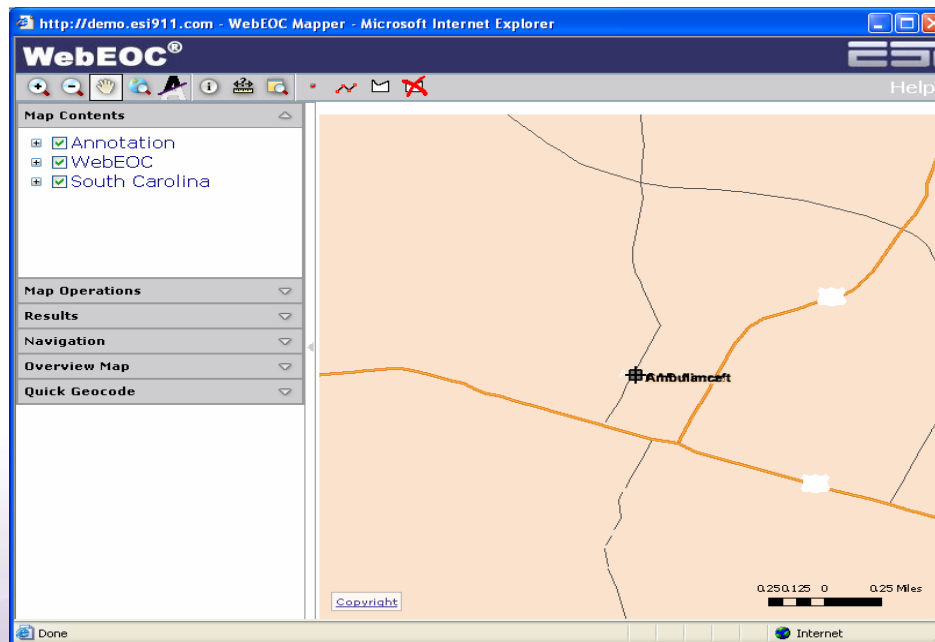 http://demo.esi911.com - WebEOC Mapper - Microsoft Internet Explorer
WebEOC®
ESi
Help
Map Contents
Annotation
WebEOC
South Carolina
Map Operations
Results
Navigation
Overview Map
Quick Geocode
0.25 0.125 0 0.25 Miles
Copyright
Done
Internet